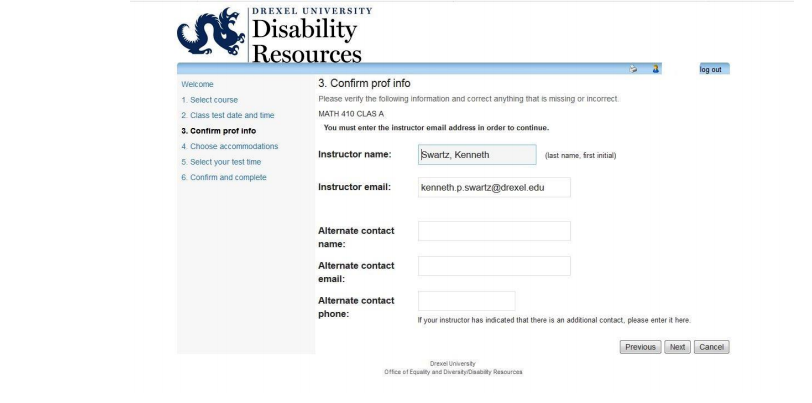 DREXEL UNIVERSITY
Disability
Resources
log out
Welcome
1. Select course
2. Class test date and time
3. Confirm prof info
4. Choose accommodations
5. Select your test time
6. Confirm and complete
3. Confirm prof info
Please verify the following information and correct anything that is missing or incorrect.
MATH 410 CLAS A
You must enter the instructor email address in order to continue.
Instructor name: Swartz, Kenneth (last name, first initial)
Instructor email: kenneth.p.swartz@drexel.edu
Alternate contact
name:
Alternate contact
email:
Alternate contact
phone:
If your instructor has indicated that there is an additional contact, please enter it here.
Previous Next Cancel
Drexel University
Office of Equality and Diversity/Disability Resources